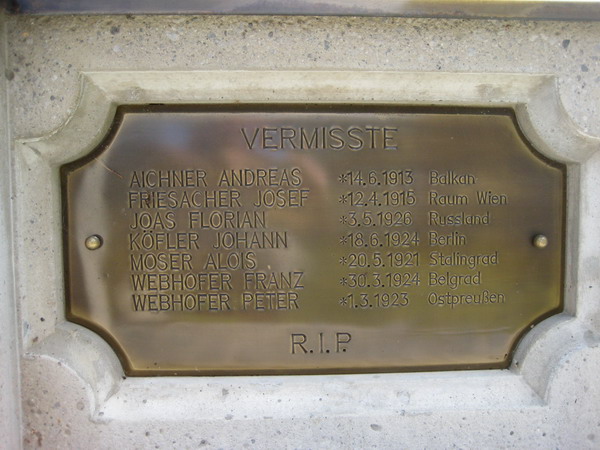 VERMISSTE
AICHNER ANDREAS *14.6.1913 Balkan
FRIESACHER JOSEF *12.4.1915 Raum Wien
JOAS FLORIAN *3.5.1926 Russland
KÖFLER JOHANN *18.6.1924 Berlin
MOSER ALOIS *20.5.1921 Stalingrad
WEBHOFER FRANZ *30.3.1924 Belgrad
WEBHOFER PETER *1.3.1923 Ostpreußen
R.I.P.